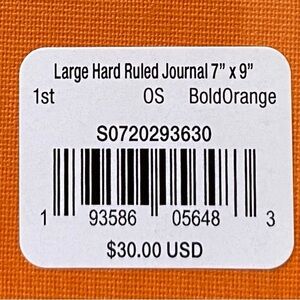 Large Hard Ruled Journal 7” x 9”
1st OS BoldOrange
S0720293630
1 93586 05648 3
$30.00 USD